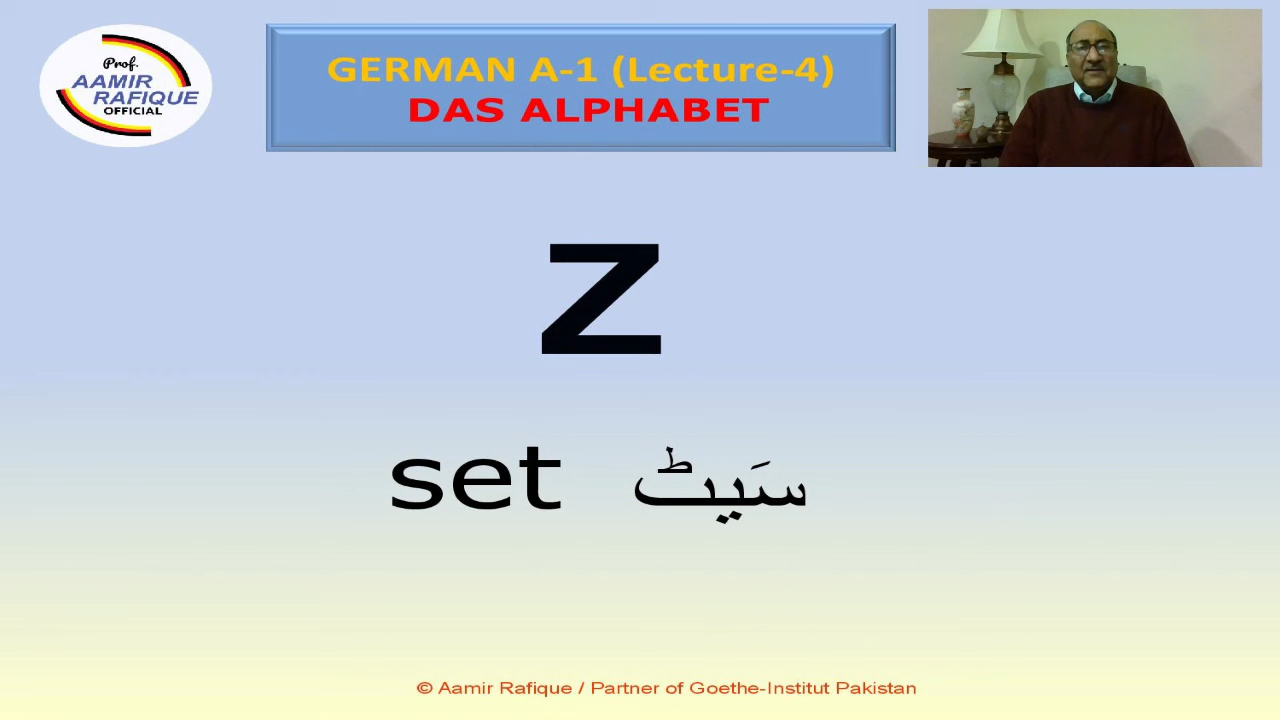 Prof.
AAMIR
RAFIQUE
OFFICIAL
GERMAN A-1 (Lecture-4)
DAS ALPHABET
Z
set سَیٹ
© Aamir Rafique / Partner of Goethe-Institut Pakistan